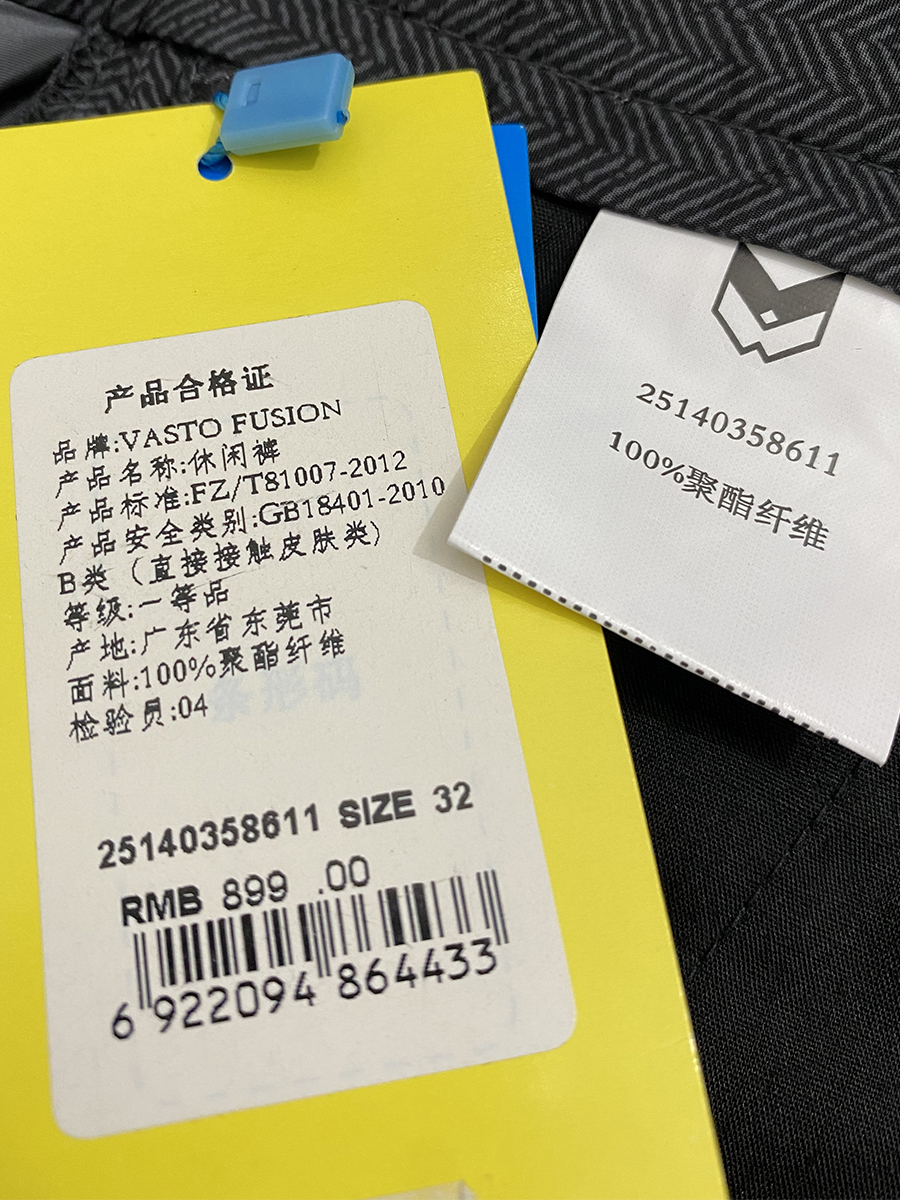 产品合格证
品牌:VASTO FUSION
产品名称:休闲裤
产品标准:FZ/T81007-2012
产品安全类别:GB18401-2010
B类（直接接触皮肤类）
等级:一等品
产地:广东省东莞市
面料:100%聚酯纤维
检验员:04
条形码
25140358611 SIZE 32
RMB 899 .00
6 922094 864433
25140358611
100%聚酯纤维